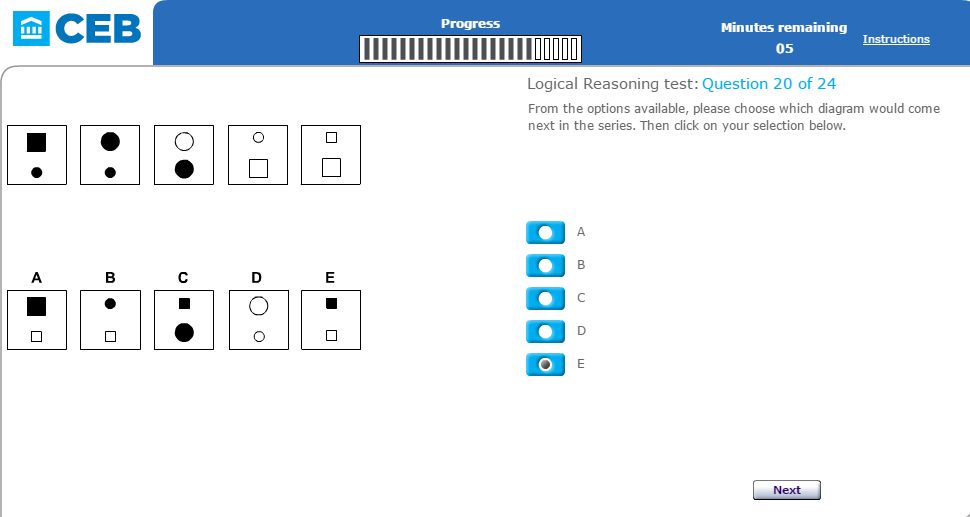 CEB
Progress
Minutes remaining
05
Instructions
Logical Reasoning test: Question 20 of 24
From the options available, please choose which diagram would come
next in the series. Then click on your selection below.
A B C D E
A
B
C
D
E
Next